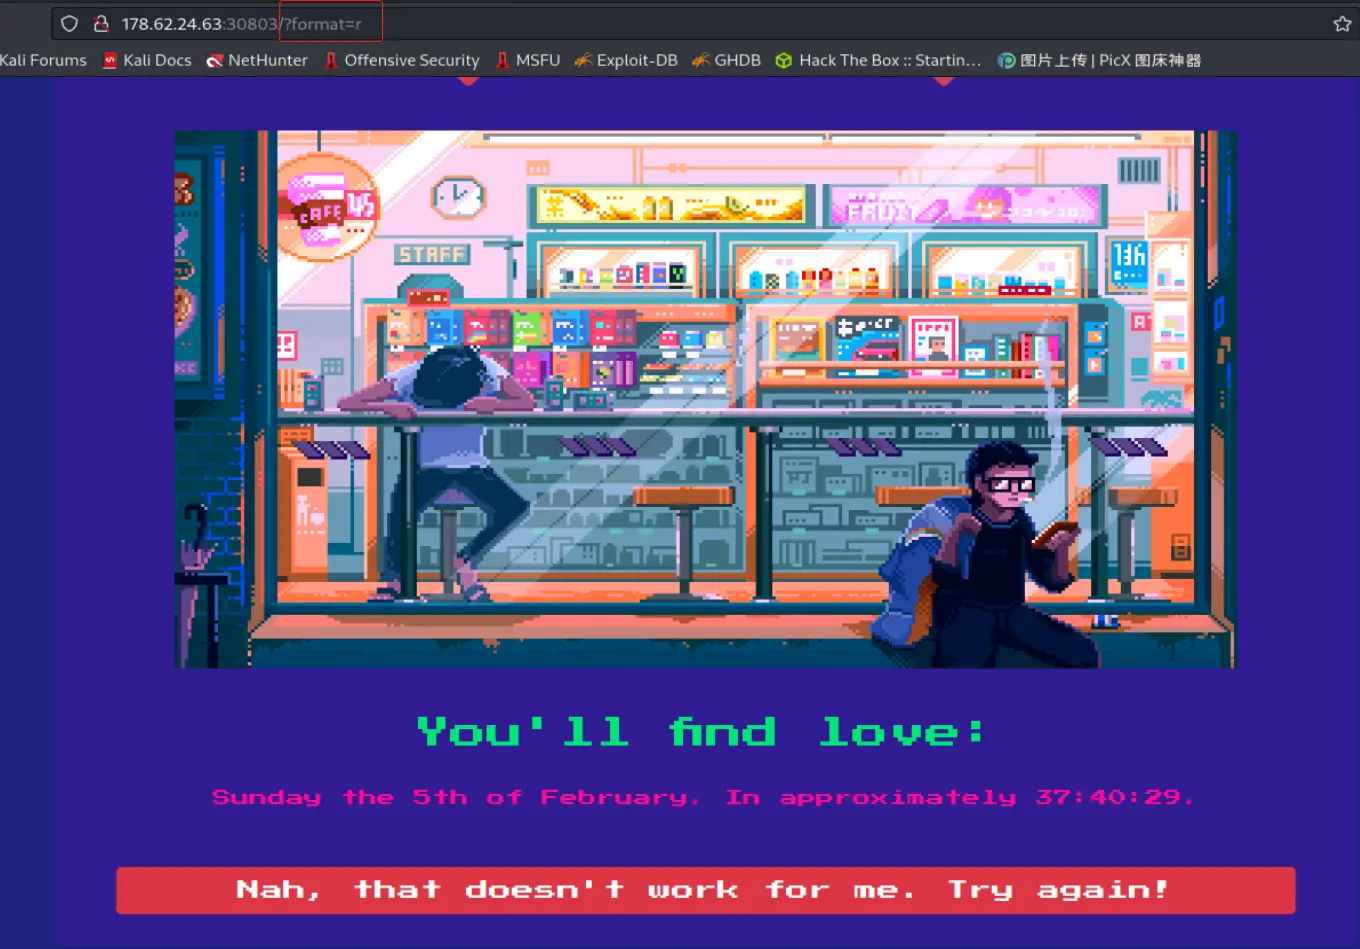 178.62.24.63:30803/?format=r
Kali Forums Kali Docs NetHunter Offensive Security MSFU Exploit-DB GHDB Hack The Box :: Startin… 图片上传 | PicX 图床神器
CAFE 45
STAFF
FRUIT
You'll find love:
Sunday the 5th of February. In approximately 37:40:29.
Nah, that doesn't work for me. Try again!